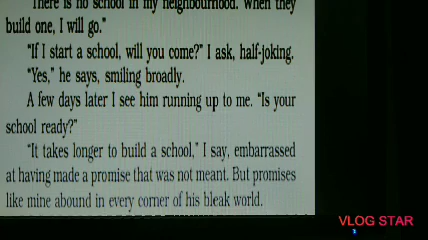 "There is no school in my neighbourhood. When they
build one, I will go."
"If I start a school, will you come?" I ask, half-joking.
"Yes," he says, smiling broadly.
A few days later I see him running up to me. "Is your
school ready?"
"It takes longer to build a school," I say, embarrassed
at having made a promise that was not meant. But promises
like mine abound in every corner of his bleak world.
VLOG STAR